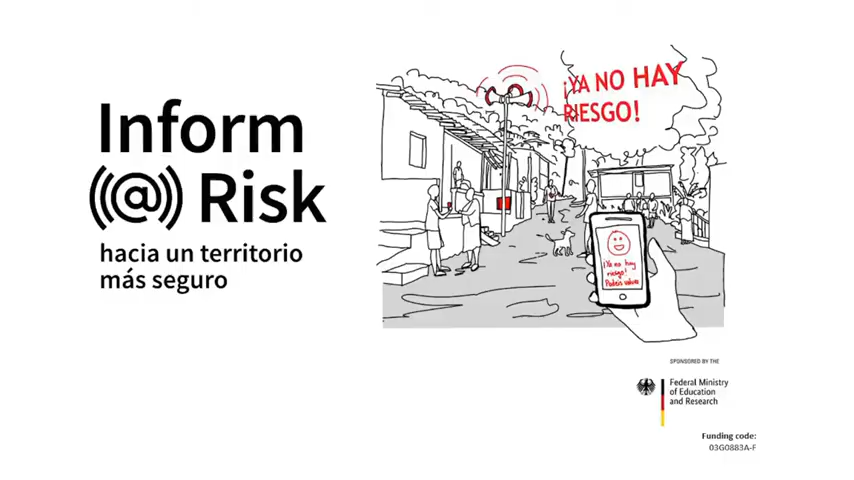 Inform
((@)) Risk
hacia un territorio
más seguro
¡YA NO HAY
RIESGO!
¡Ya no hay
riesgo!
Podéis volver
SPONSORED BY THE
Federal Ministry
of Education
and Research
Funding code:
03G0883A-F